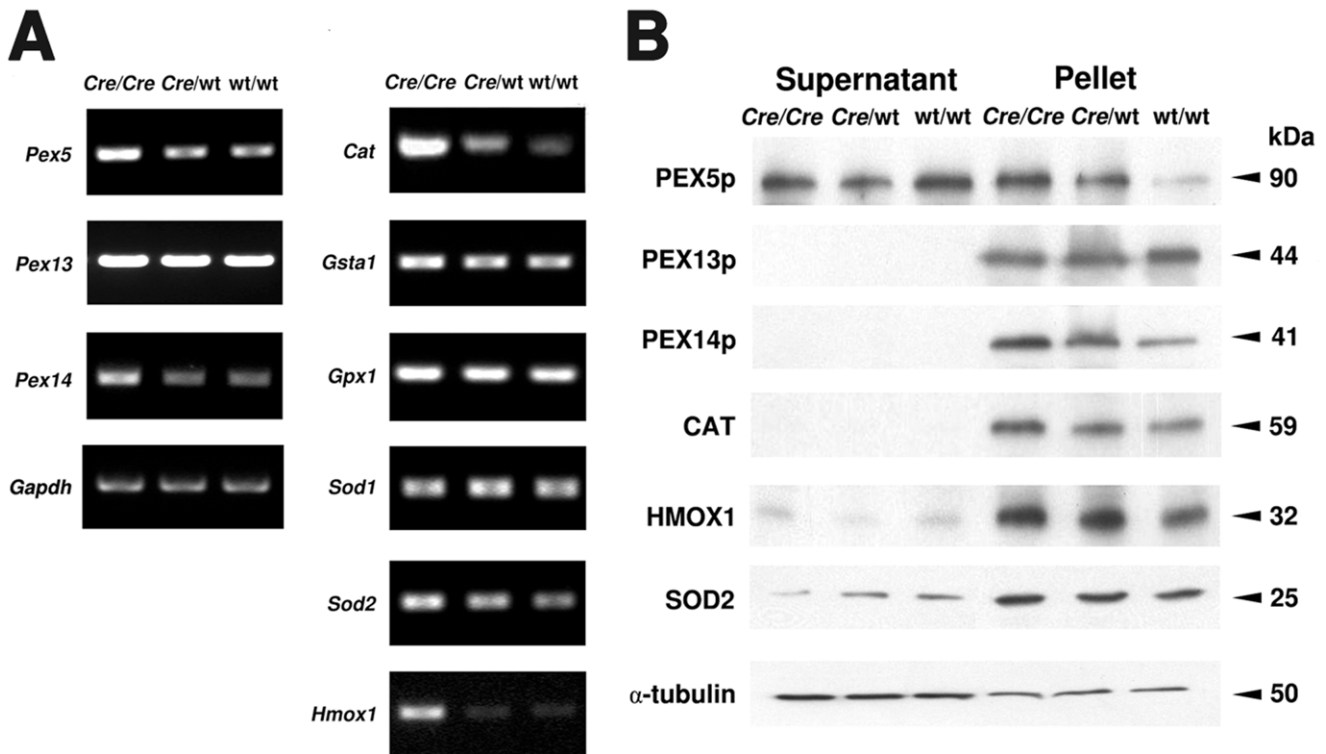 A
Cre/Cre Cre/wt wt/wt
Pex5
Pex13
Pex14
Gapdh
Cre/Cre Cre/wt wt/wt
Cat
Gsta1
Gpx1
Sod1
Sod2
Hmox1
B
Supernatant Pellet
Cre/Cre Cre/wt wt/wt Cre/Cre Cre/wt wt/wt
kDa
PEX5p 90
PEX13p 44
PEX14p 41
CAT 59
HMOX1 32
SOD2 25
α-tubulin 50